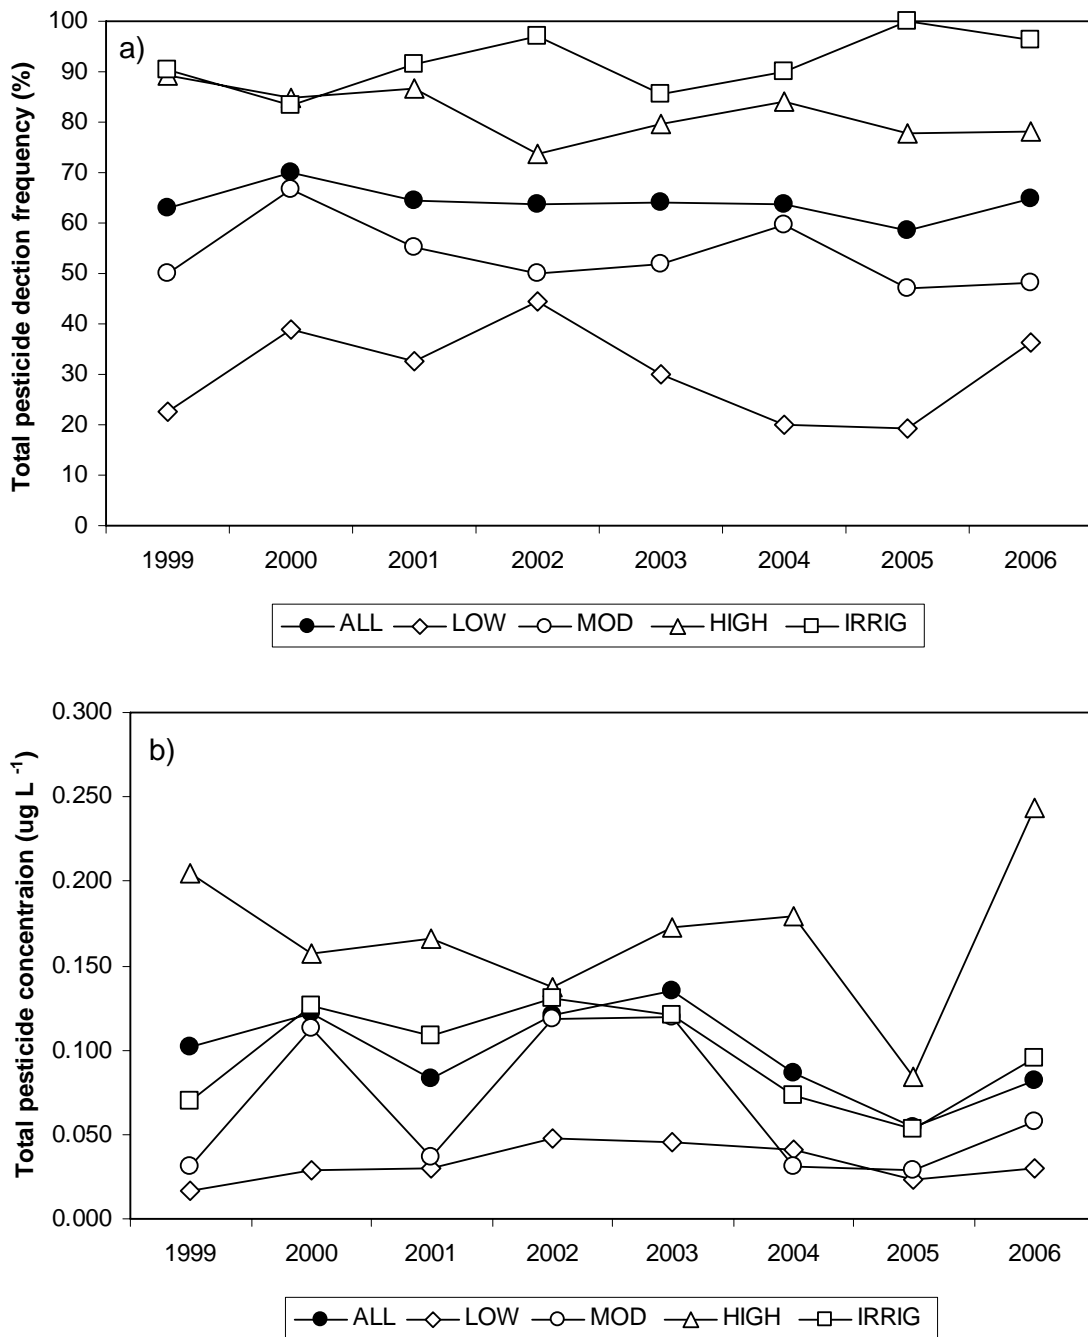 a)
Total pesticide dection frequency (%)
100
90
80
70
60
50
40
30
20
10
0
1999 2000 2001 2002 2003 2004 2005 2006
ALL LOW MOD HIGH IRRIG
b)
Total pesticide concentraion (ug L -1)
0.300
0.250
0.200
0.150
0.100
0.050
0.000
1999 2000 2001 2002 2003 2004 2005 2006
ALL LOW MOD HIGH IRRIG